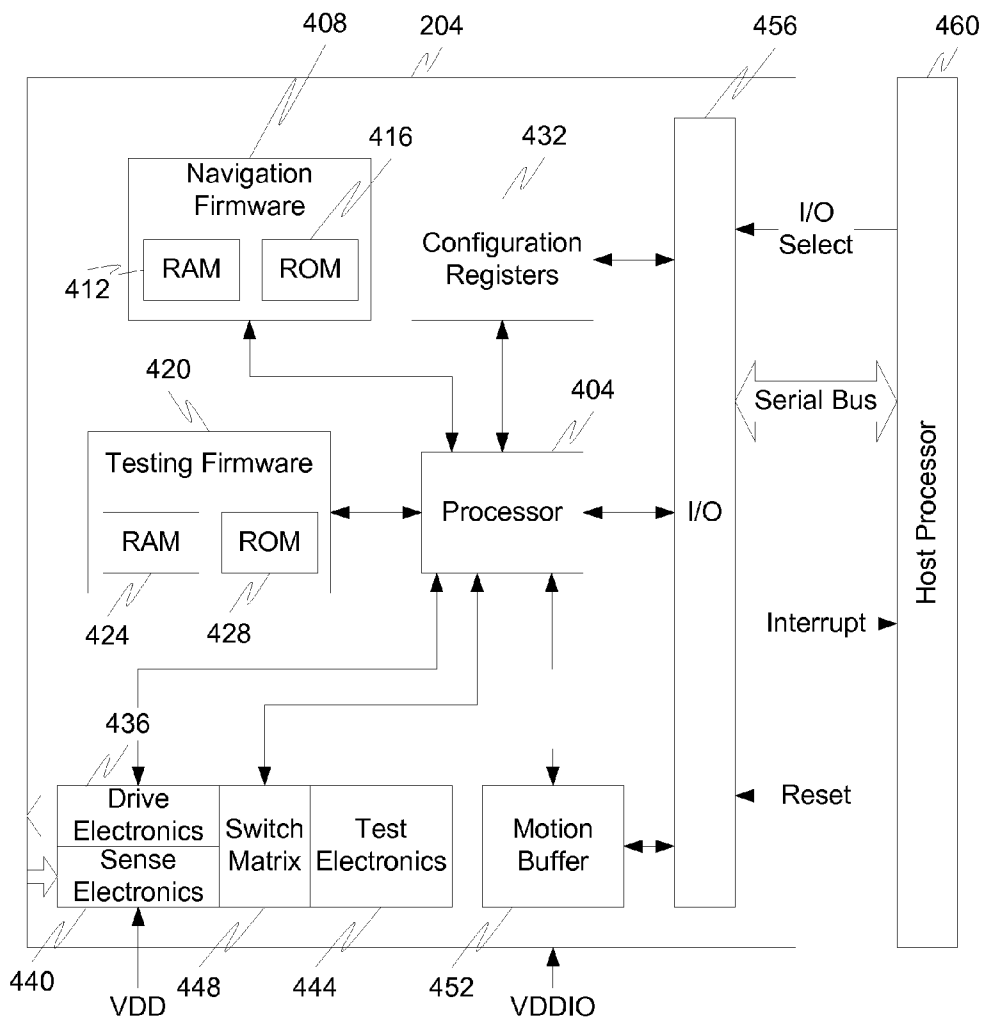 408
204
456
460
416
432
Navigation
Firmware
I/O
Select
Configuration
Registers
RAM
ROM
412
420
404
Serial Bus
Testing Firmware
Processor
I/O
Host Processor
RAM
ROM
424
428
Interrupt
436
Reset
Drive
Electronics
Switch
Matrix
Test
Electronics
Motion
Buffer
Sense
Electronics
440
448
444
452
VDD
VDDIO